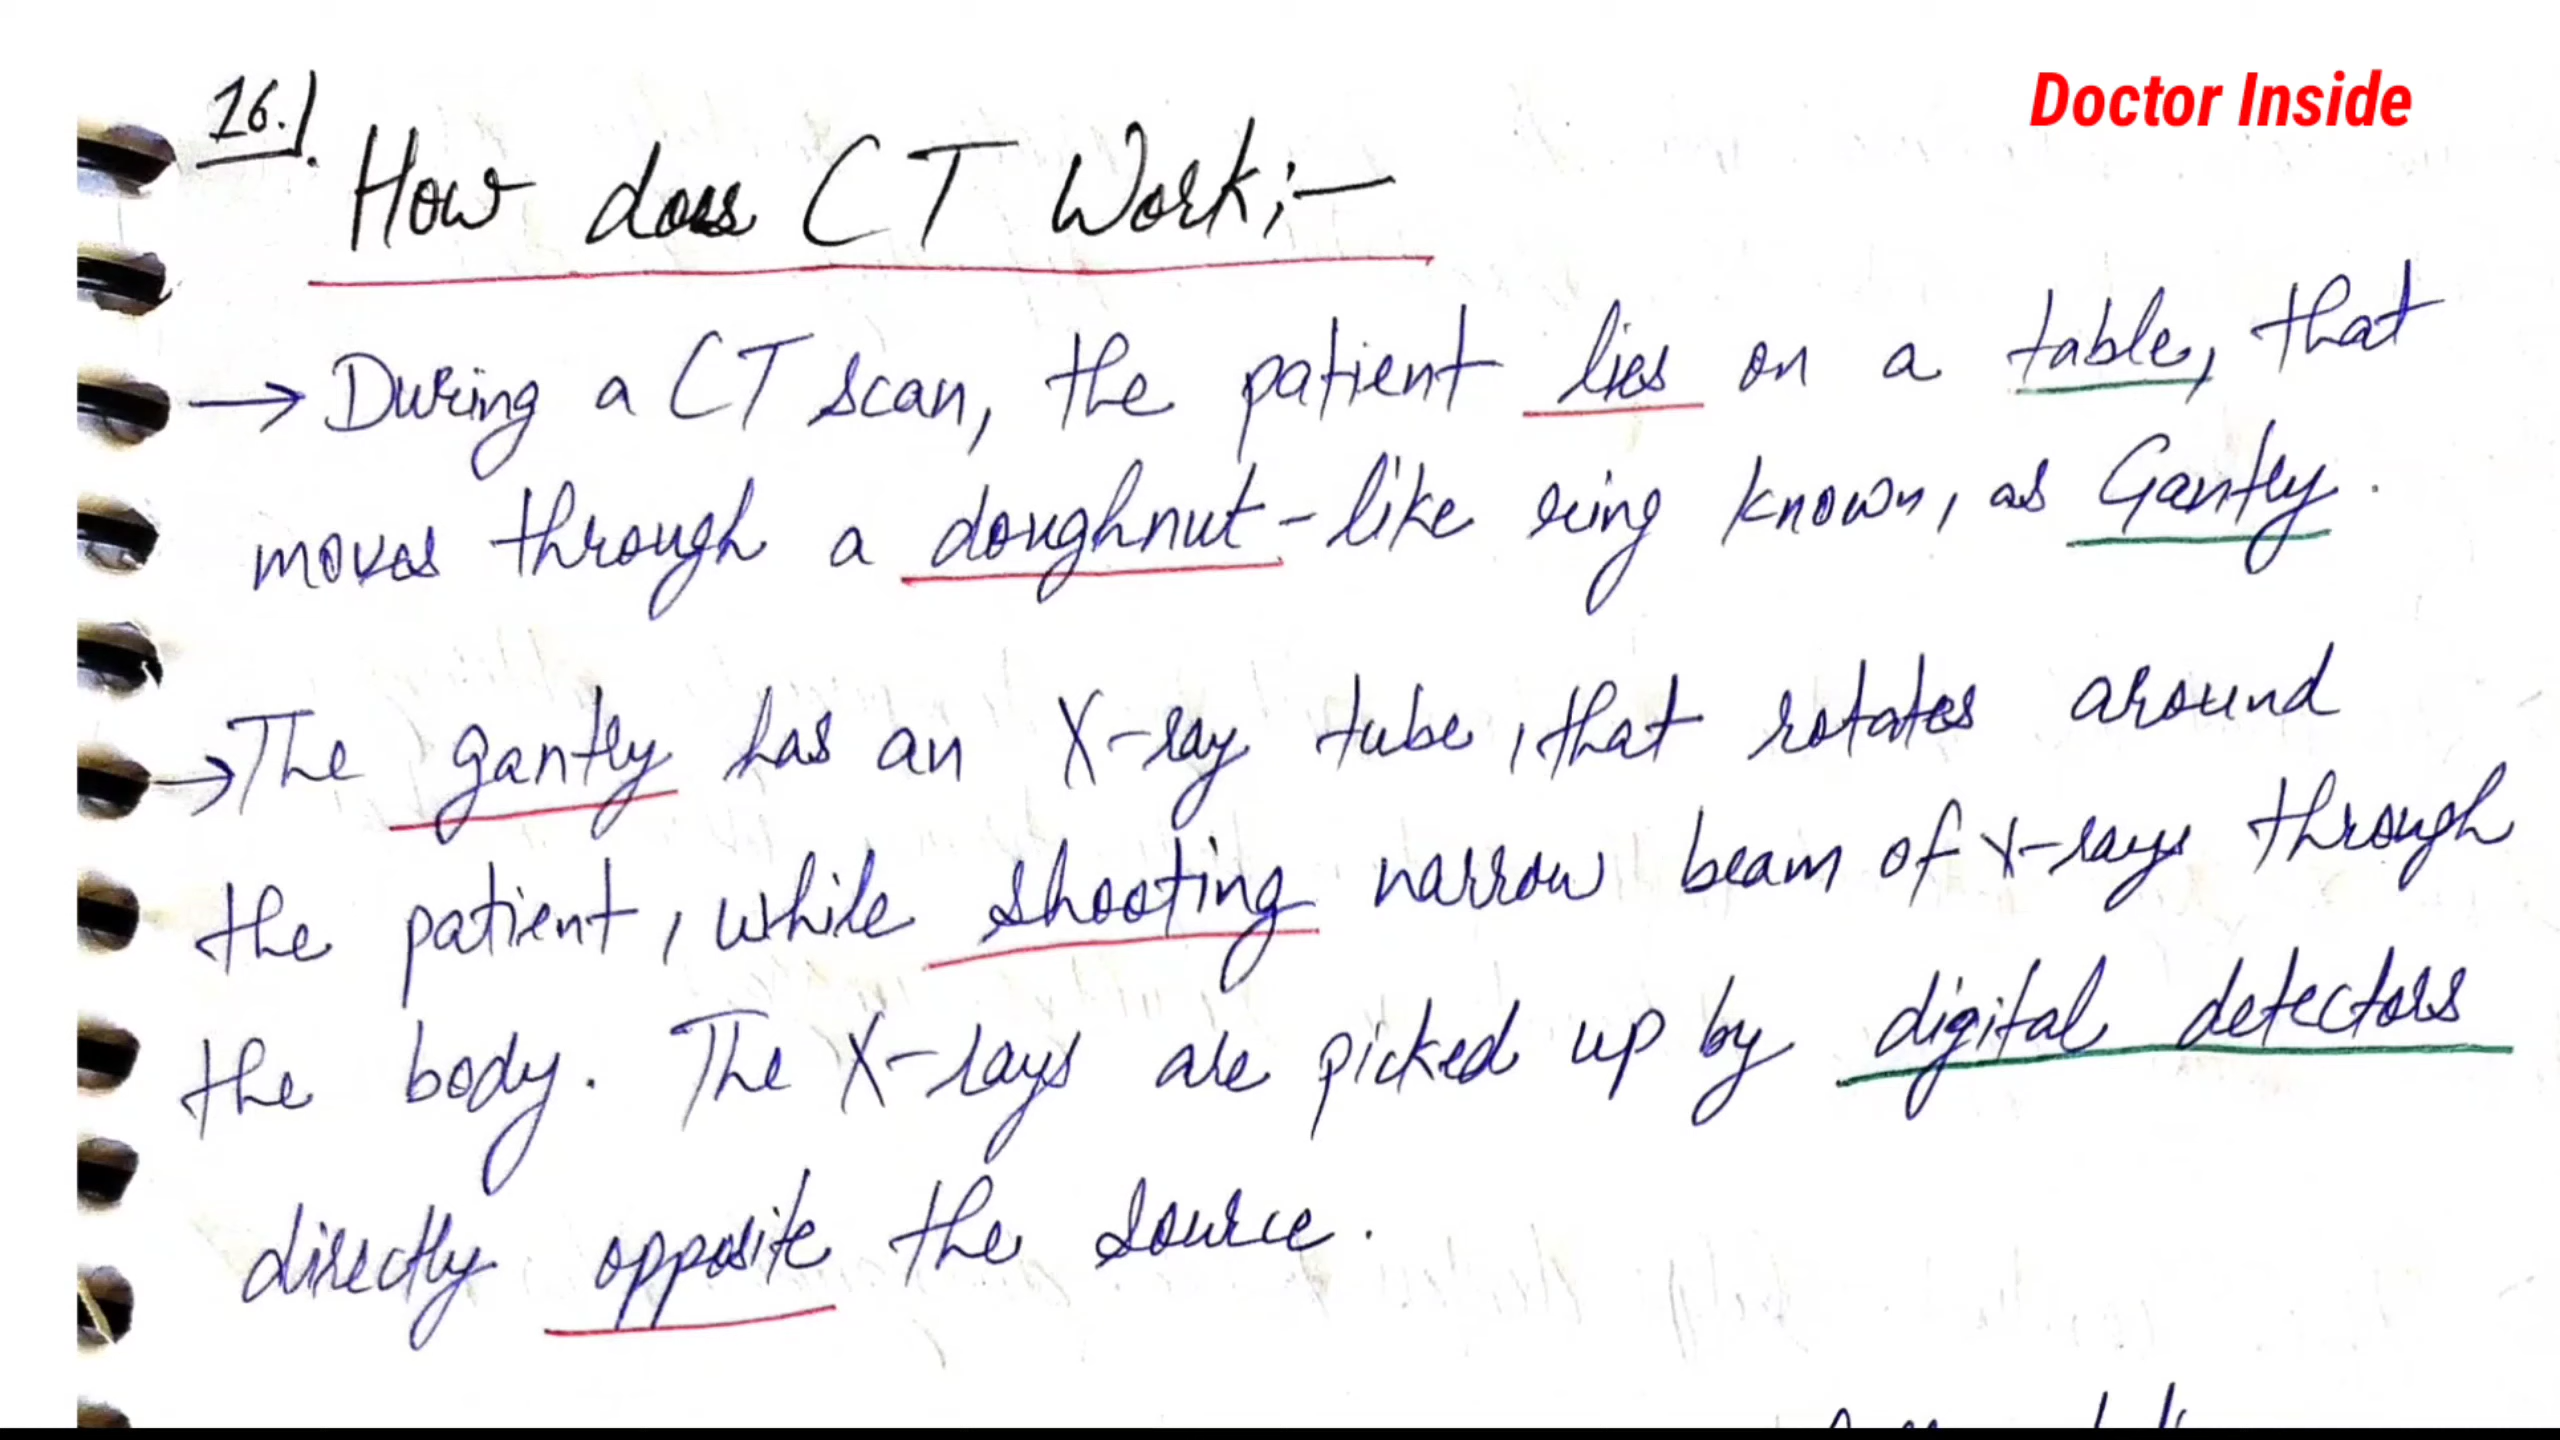 16.)
Doctor Inside
How does CT Work;-
→ During a CT scan, the patient lies on a table, that
moves through a doughnut-like ring known, as Gantry.
→ The gantry has an X-ray tube, that rotates around
the patient, while shooting narrow beam of X-rays through
the body. The X-rays are picked up by digital detectors
directly opposite the source.